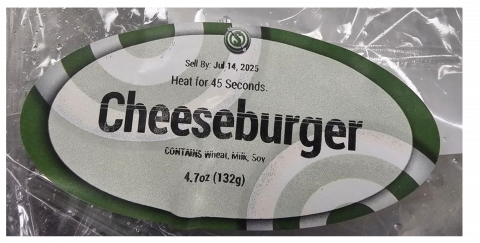 Sell By: Jul 14, 2025
Heat for 45 Seconds.
Cheeseburger
CONTAINS Wheat, Milk, Soy
4.7oz (132g)